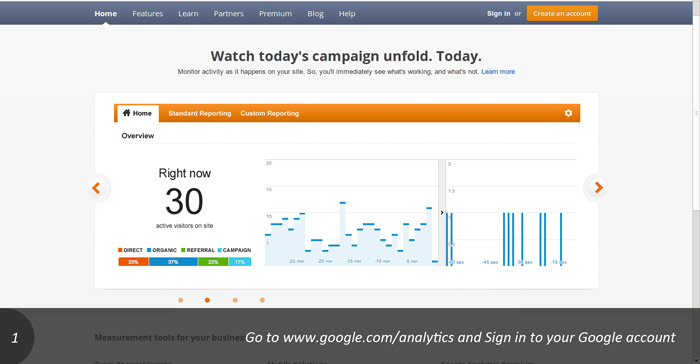 Home Features Learn Partners Premium Blog Help Sign in or Create an account
Watch today's campaign unfold. Today.
Monitor activity as it happens on your site. So, you'll immediately see what's working, and what's not. Learn more
Home Standard Reporting Custom Reporting
Overview
Right now
30
active visitors on site
DIRECT ORGANIC REFERRAL CAMPAIGN
23% 37% 23% 17%
20
15
10
5
-25 min -20 min -15 min -10 min -5 min
2
1.5
-60 sec -45 sec -30 sec -15 sec
1
Go to www.google.com/analytics and Sign in to your Google account
Measurement tools for your business